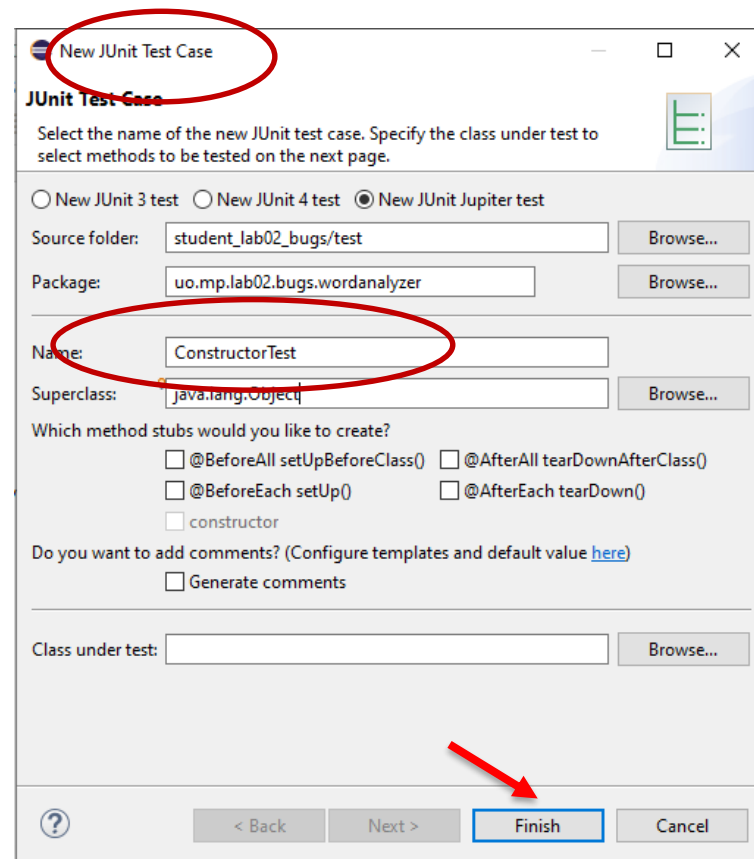 New JUnit Test Case
JUnit Test Case
Select the name of the new JUnit test case. Specify the class under test to
select methods to be tested on the next page.
New JUnit 3 test New JUnit 4 test New JUnit Jupiter test
Source folder: student_lab02_bugs/test Browse...
Package: uo.mp.lab02.bugs.wordanalyzer Browse...
Name: ConstructorTest
Superclass: java.lang.Object Browse...
Which method stubs would you like to create?
@BeforeAll setUpBeforeClass() @AfterAll tearDownAfterClass()
@BeforeEach setUp() @AfterEach tearDown()
constructor
Do you want to add comments? (Configure templates and default value here)
Generate comments
Class under test: Browse...
? < Back Next > Finish Cancel